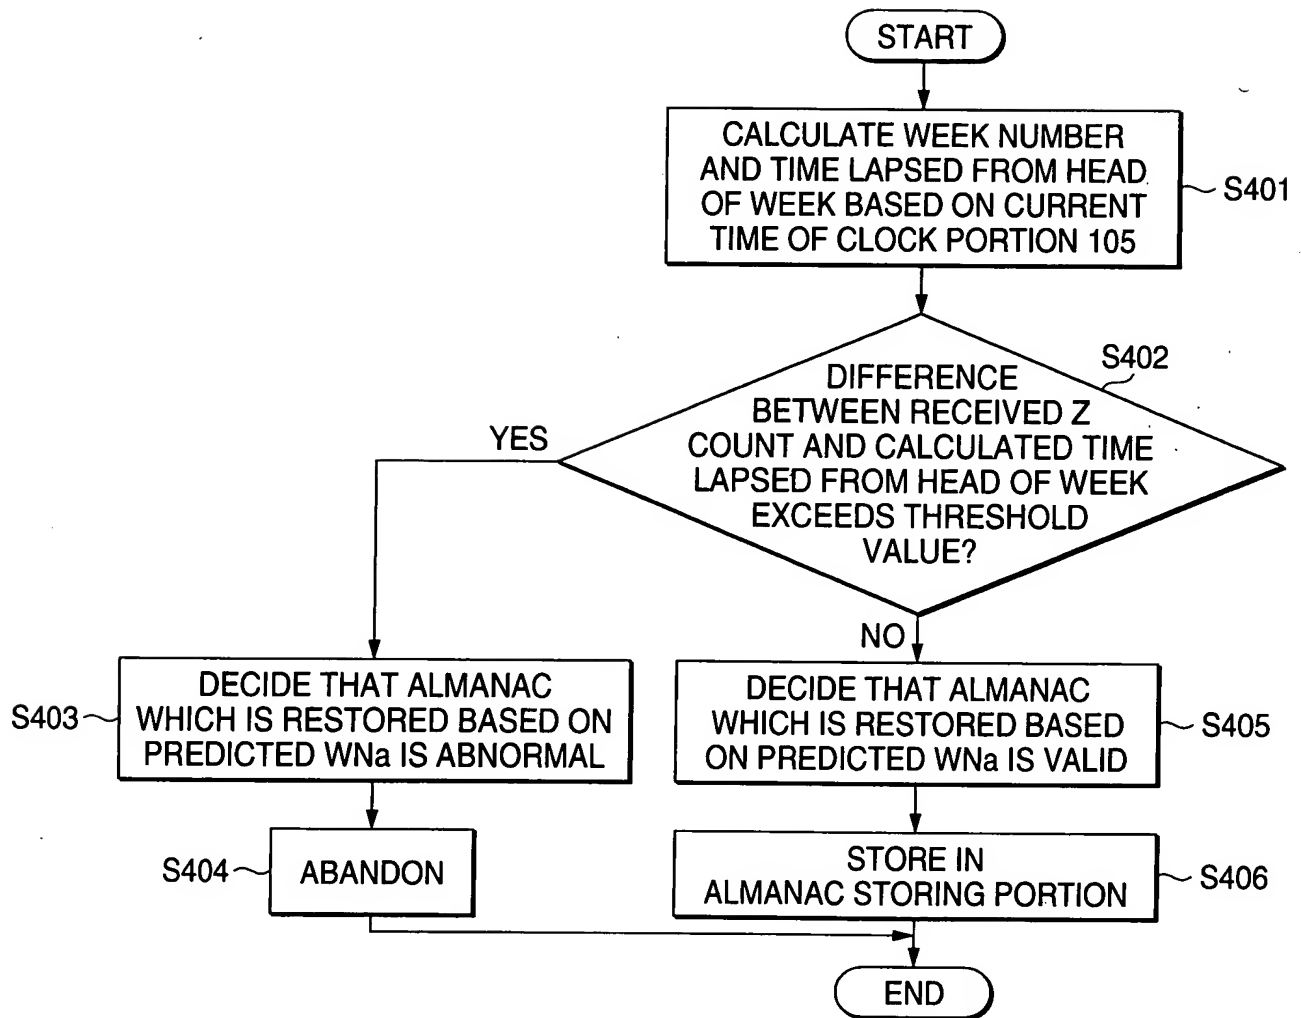 START
CALCULATE WEEK NUMBER
AND TIME LAPSED FROM HEAD
OF WEEK BASED ON CURRENT
TIME OF CLOCK PORTION 105
S401
S402
DIFFERENCE
BETWEEN RECEIVED Z
COUNT AND CALCULATED TIME
LAPSED FROM HEAD OF WEEK
EXCEEDS THRESHOLD
VALUE?
YES
NO
S403
DECIDE THAT ALMANAC
WHICH IS RESTORED BASED ON
PREDICTED WNa IS ABNORMAL
DECIDE THAT ALMANAC
WHICH IS RESTORED BASED
ON PREDICTED WNa IS VALID
S405
S404
ABANDON
STORE IN
ALMANAC STORING PORTION
S406
END